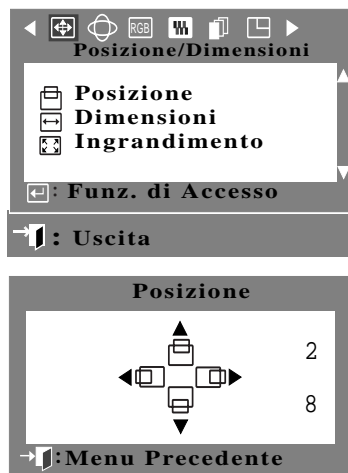 RGB
Posizione/Dimensioni
Posizione
Dimensioni
Ingrandimento
: Funz. di Accesso
: Uscita
Posizione
2
8
:Menu Precedente